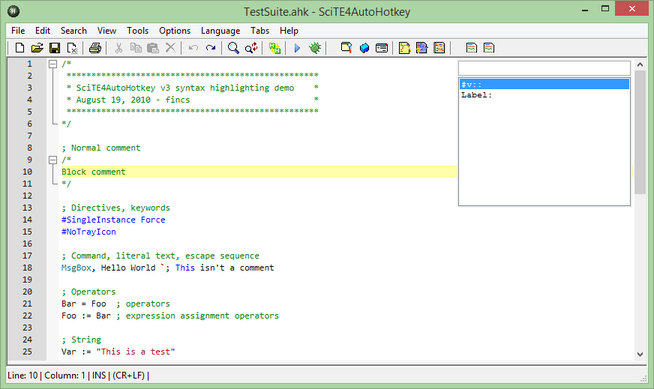 TestSuite.ahk - SciTE4AutoHotkey
File Edit Search View Tools Options Language Tabs Help
1 /*
2 **************************************************
3 * SciTE4AutoHotkey v3 syntax highlighting demo *
4 * August 19, 2010 - fincs *
5 **************************************************
6 */
7
8 ; Normal comment
9 /*
10 Block comment
11 */
12
13 ; Directives, keywords
14 #SingleInstance Force
15 #NoTrayIcon
16
17 ; Command, literal text, escape sequence
18 MsgBox, Hello World `; This isn't a comment
19
20 ; Operators
21 Bar = Foo  ; operators
22 Foo := Bar ; expression assignment operators
23
24 ; String
25 Var := "This is a test"
#v::
Label:
Line: 10 | Column: 1 | INS | (CR+LF) |